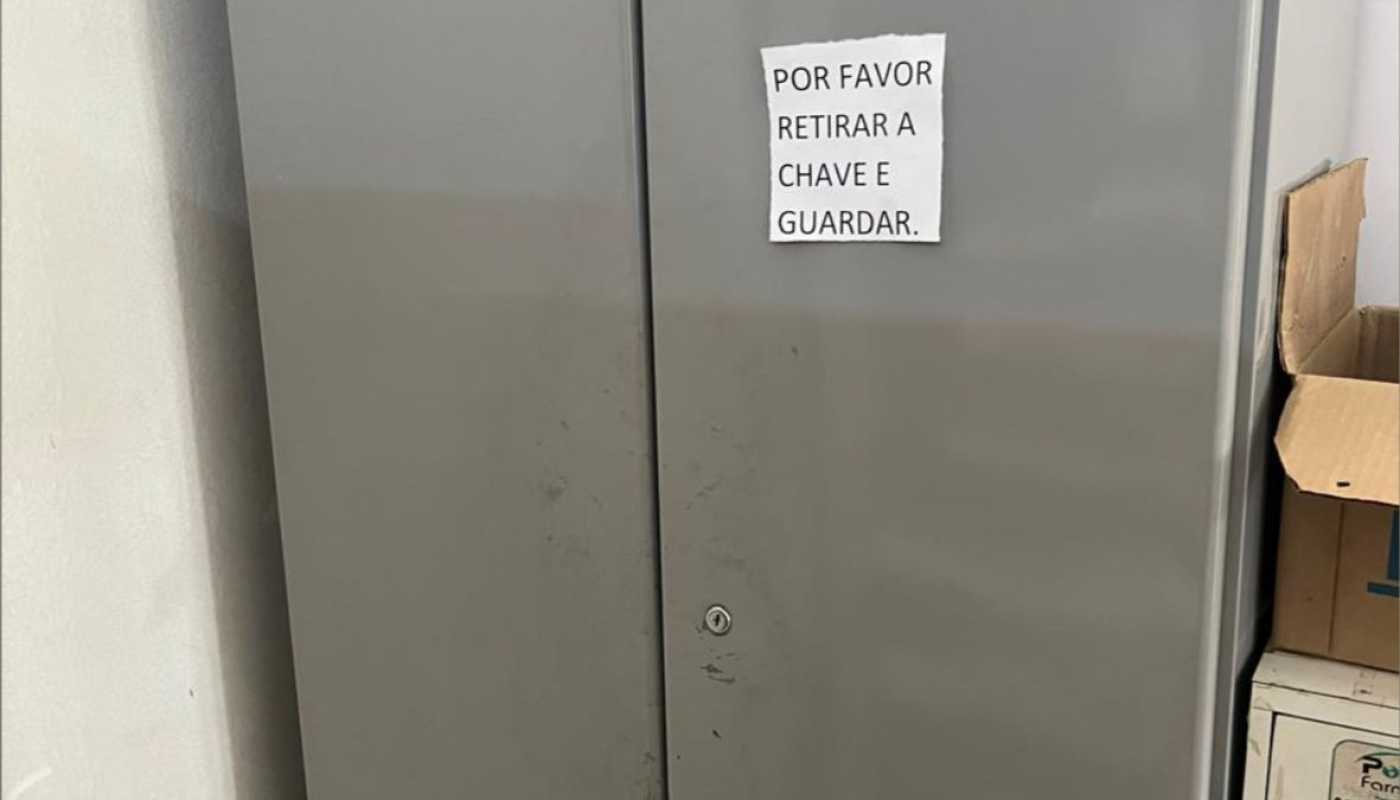 POR FAVOR
RETIRAR A
CHAVE E
GUARDAR.